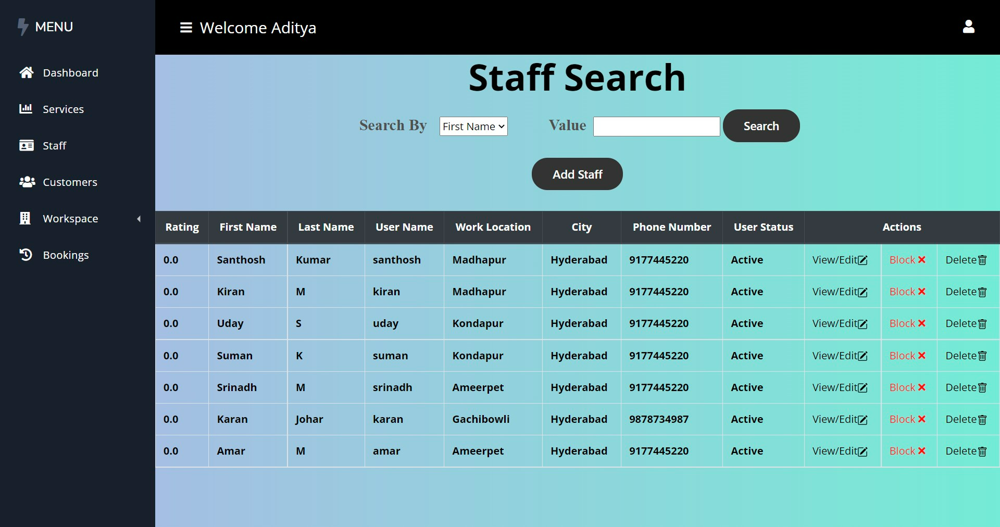 MENU
Dashboard
Services
Staff
Customers
Workspace
Bookings
Welcome Aditya
Staff Search
Search By First Name Value Search
Add Staff
Rating First Name Last Name User Name Work Location City Phone Number User Status Actions
0.0 Santhosh Kumar santhosh Madhapur Hyderabad 9177445220 Active View/Edit Block Delete
0.0 Kiran M kiran Madhapur Hyderabad 9177445220 Active View/Edit Block Delete
0.0 Uday S uday Kondapur Hyderabad 9177445220 Active View/Edit Block Delete
0.0 Suman K suman Kondapur Hyderabad 9177445220 Active View/Edit Block Delete
0.0 Srinadh M srinadh Ameerpet Hyderabad 9177445220 Active View/Edit Block Delete
0.0 Karan Johar karan Gachibowli Hyderabad 9878734987 Active View/Edit Block Delete
0.0 Amar M amar Ameerpet Hyderabad 9177445220 Active View/Edit Block Delete